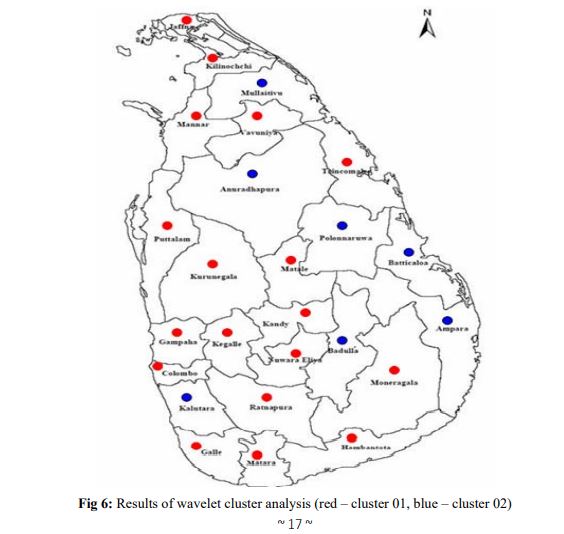 N
Jaffna
Kilinochchi
Mullaitivu
Mannar
Vavuniya
Trincomalee
Anuradhapura
Puttalam
Polonnaruwa
Batticaloa
Kurunegala
Matale
Kandy
Ampara
Gampaha
Kegalle
Nuwara Eliya
Badulla
Colombo
Moneragala
Kalutara
Ratnapura
Hambantota
Galle
Matara
Fig 6: Results of wavelet cluster analysis (red – cluster 01, blue – cluster 02)
~ 17 ~